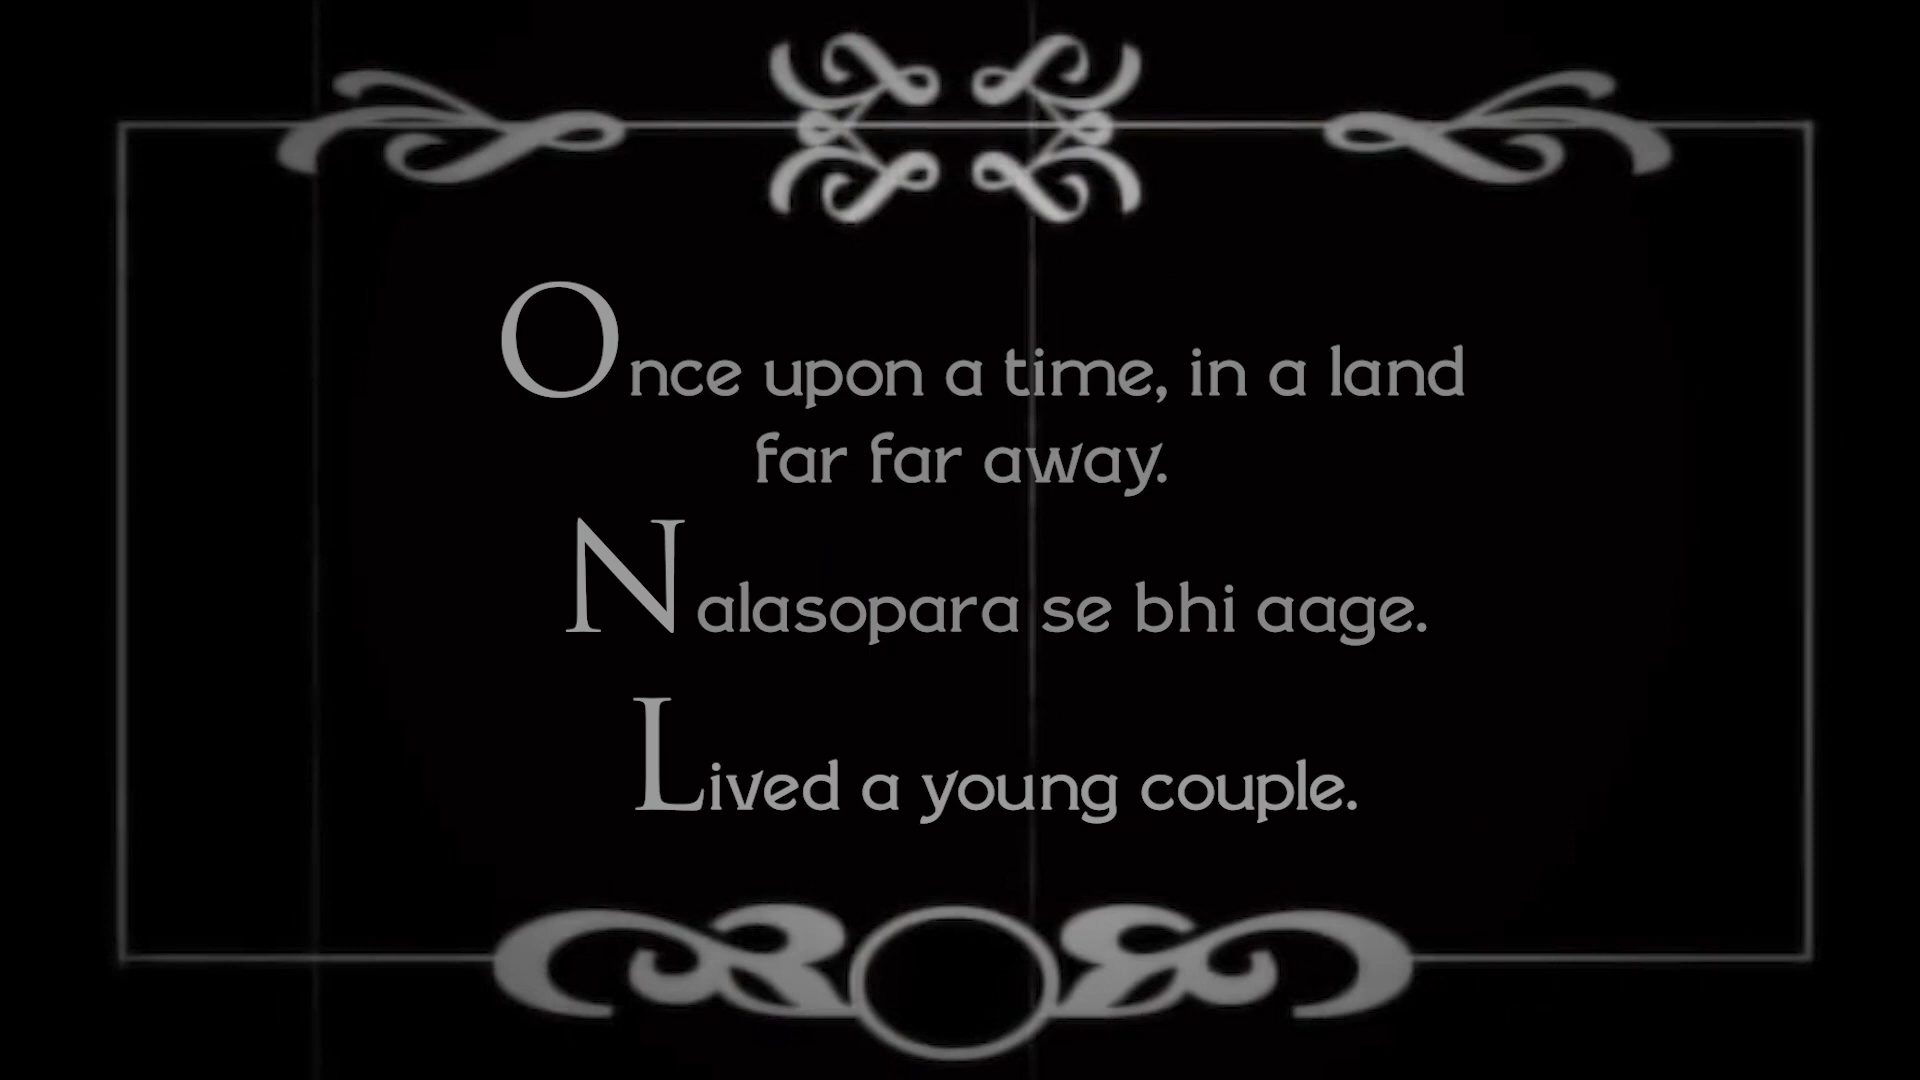 Once upon a time, in a land
far far away.
Nalasopara se bhi aage.
Lived a young couple.